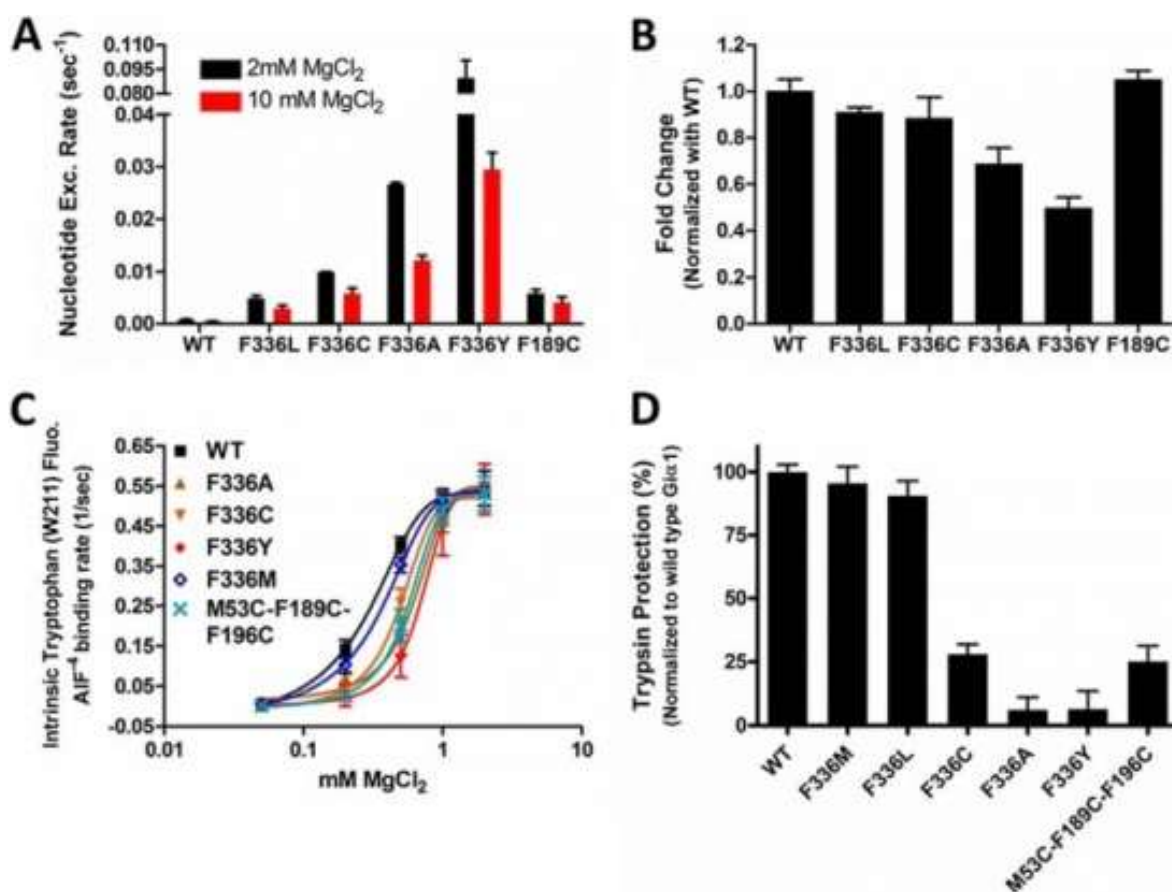 A
Nucleotide Exc. Rate (sec⁻¹)
0.110
0.095
0.080
0.04
0.03
0.02
0.01
0.00
2mM MgCl₂
10 mM MgCl₂
WT F336L F336C F336A F336Y F189C
B
Fold Change
(Normalized with WT)
1.2
1.0
0.8
0.6
0.4
0.2
0.0
WT F336L F336C F336A F336Y F189C
C
Intrinsic Tryptophan (W211) Fluo.
AlF⁻⁴ binding rate (1/sec)
0.65
0.55
0.45
0.35
0.25
0.15
0.05
-0.05
WT
F336A
F336C
F336Y
F336M
M53C-F189C-
F196C
0.01 0.1 1 10
mM MgCl₂
D
Trypsin Protection (%)
(Normalized to wild type Giα1)
100
75
50
25
0
WT
F336M
F336L
F336C
F336A
F336Y
M53C-F189C-F196C